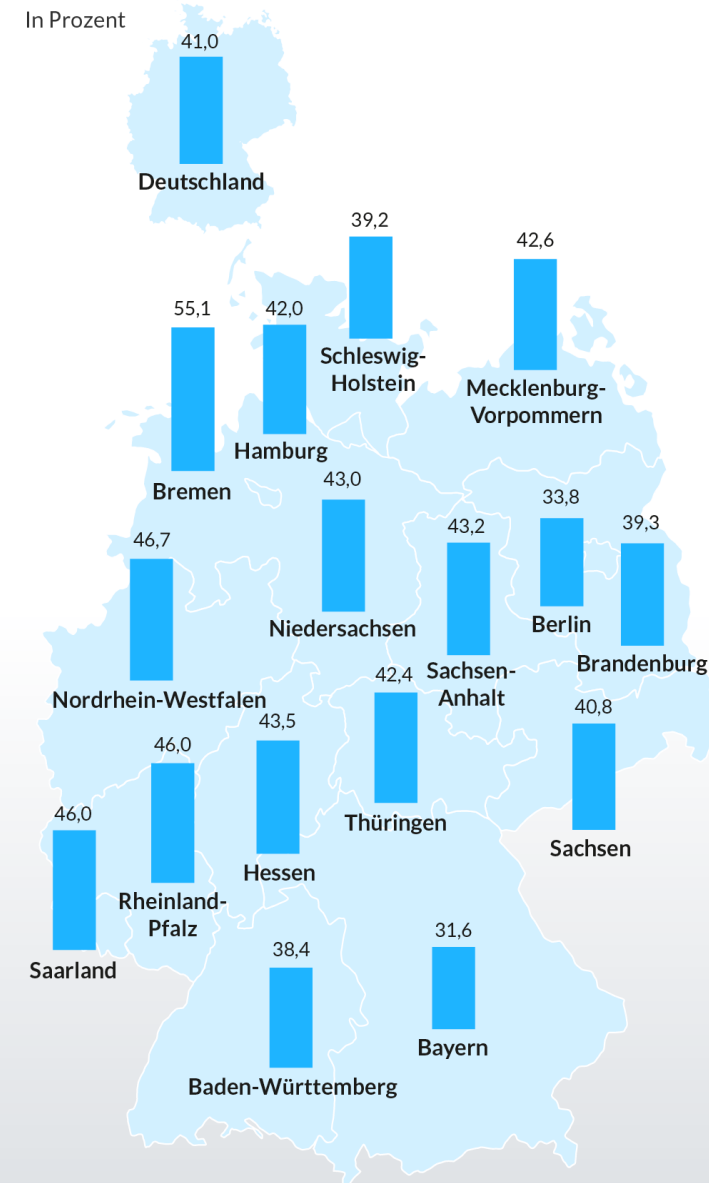 In Prozent
41,0
Deutschland
39,2
Schleswig-
Holstein
42,6
Mecklenburg-
Vorpommern
55,1
Bremen
42,0
Hamburg
43,0
Niedersachsen
43,2
Sachsen-
Anhalt
33,8
Berlin
39,3
Brandenburg
46,7
Nordrhein-Westfalen
42,4
Thüringen
40,8
Sachsen
43,5
Hessen
46,0
Rheinland-
Pfalz
46,0
Saarland
38,4
Baden-Württemberg
31,6
Bayern